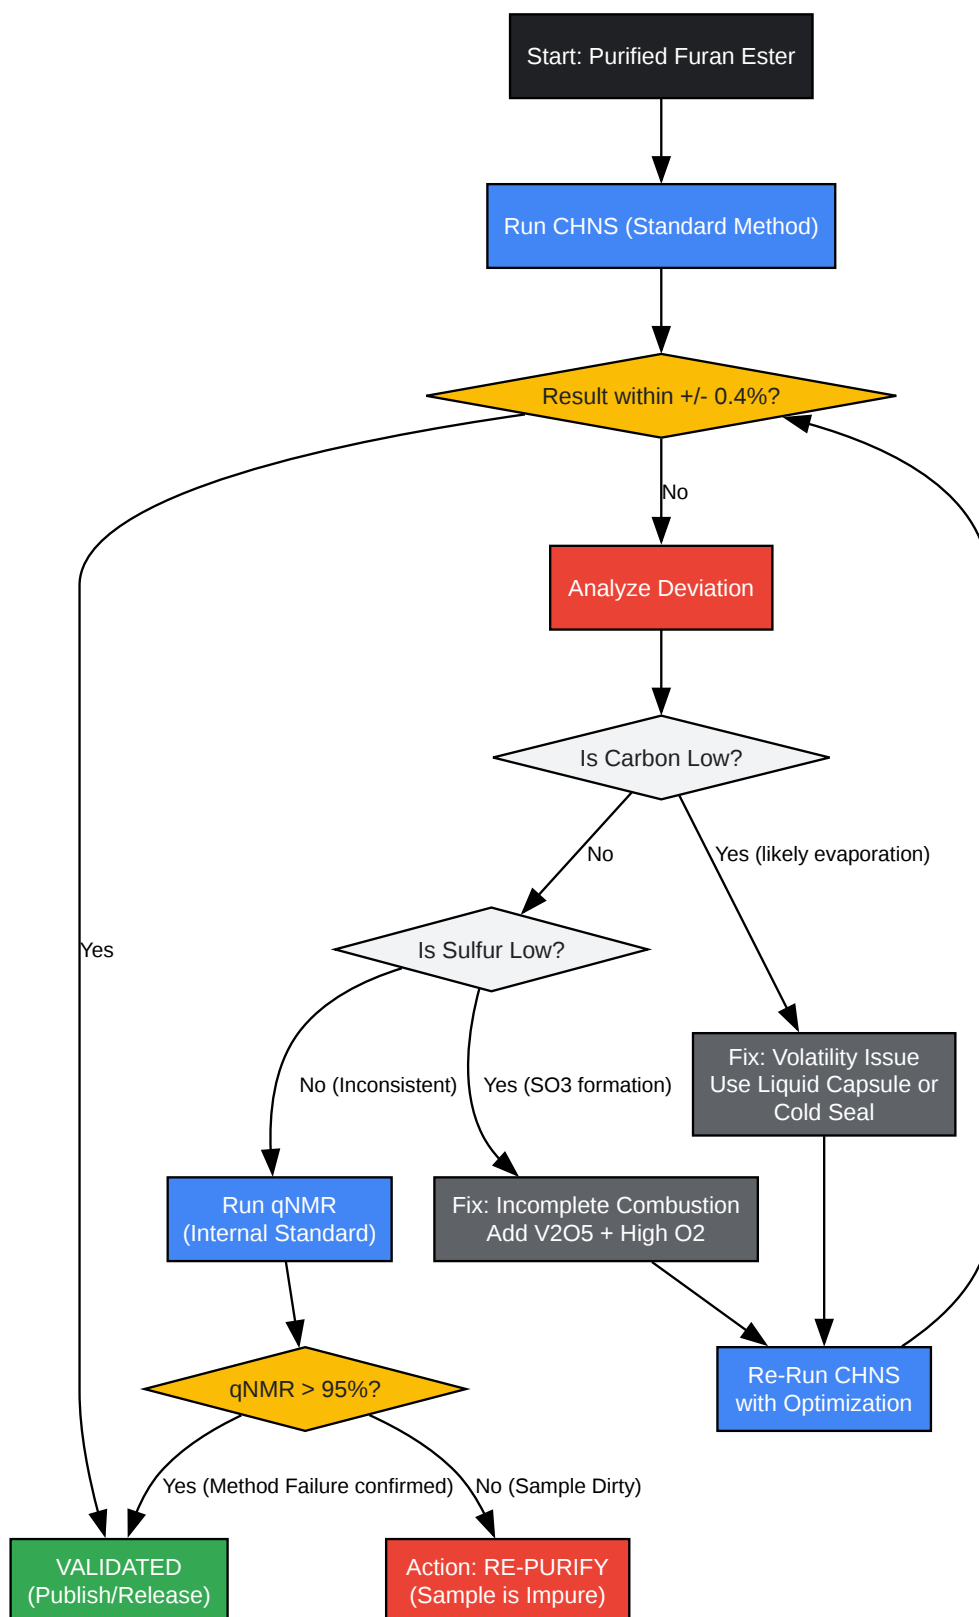 Start: Purified Furan Ester
Run CHNS (Standard Method)
Result within +/- 0.4%?
No
Analyze Deviation
Is Carbon Low?
No
Yes (likely evaporation)
Is Sulfur Low?
Yes
No (Inconsistent)
Yes (SO3 formation)
Fix: Volatility Issue
Use Liquid Capsule or
Cold Seal
Run qNMR
(Internal Standard)
Fix: Incomplete Combustion
Add V2O5 + High O2
qNMR > 95%?
Re-Run CHNS
with Optimization
Yes (Method Failure confirmed)
No (Sample Dirty)
VALIDATED
(Publish/Release)
Action: RE-PURIFY
(Sample is Impure)